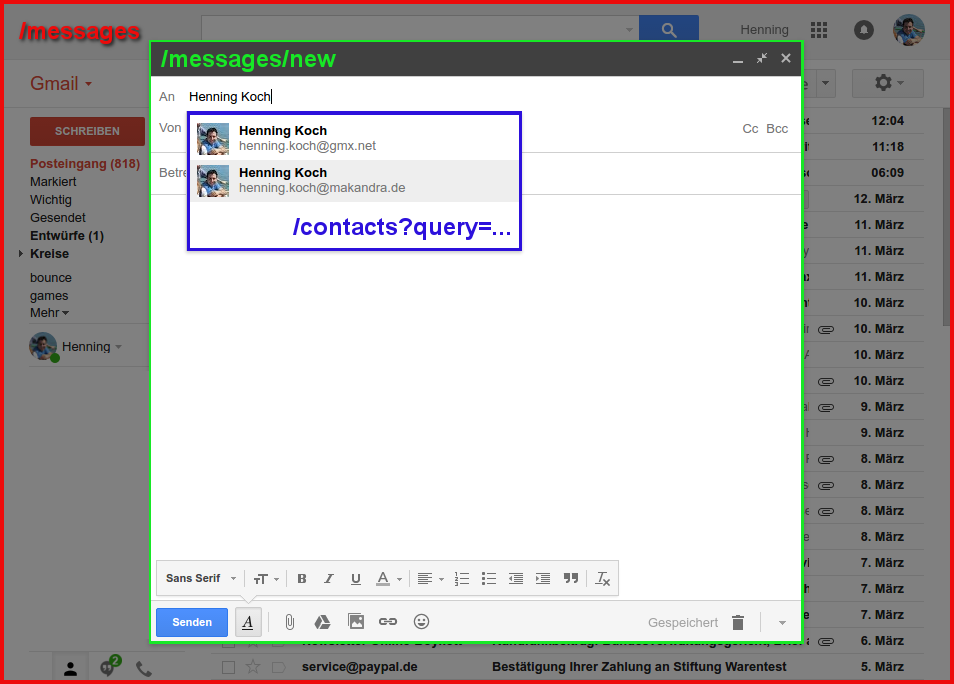 /messages
Henning
/messages/new
Gmail
An Henning Koch
Von
Cc Bcc
Henning Koch
henning.koch@gmx.net
Henning Koch
henning.koch@makandra.de
/contacts?query=...
SCHREIBEN
Posteingang (818)
Markiert
Wichtig
Gesendet
Entwürfe (1)
Kreise
bounce
games
Mehr
Henning
12:04
11:18
06:09
12. März
11. März
11. März
11. März
10. März
10. März
10. März
10. März
9. März
9. März
8. März
8. März
8. März
8. März
7. März
7. März
7. März
6. März
Sans Serif
Senden
Gespeichert
2
service@paypal.de Bestätigung Ihrer Zahlung an Stiftung Warentest 5. März